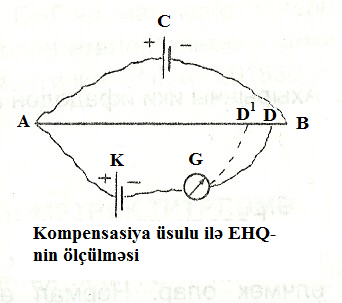 C
+ −
A
D¹ D B
K G
+ −
Kompensasiya üsulu ilə EHQ-
nin ölçülməsi